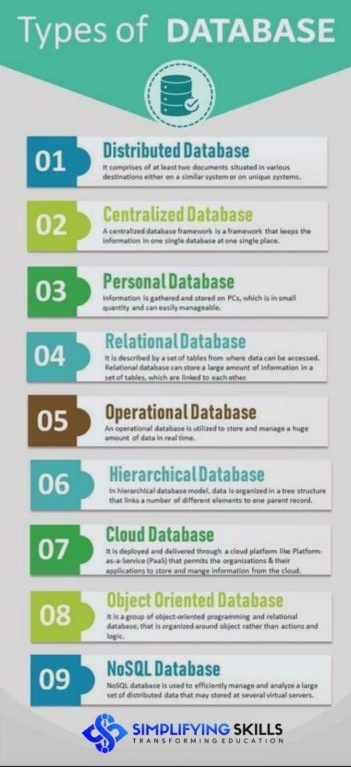 Types of DATABASE
01
Distributed Database
It comprises of at least two documents situated in various
destinations either on a similar system or on unique systems.
02
Centralized Database
A centralized database framework is a framework that keeps the
information in one single database at one single place.
03
Personal Database
Information is gathered and stored on PCs, which is in small
quantity and can easily manageable.
04
Relational Database
It is described by a set of tables from where data can be accessed.
Relational database can store a large amount of information in a
set of tables, which are linked to each other.
05
Operational Database
An operational database is utilized to store and manage a huge
amount of data in real time.
06
Hierarchical Database
In hierarchical database model, data is organized in a tree structure
that links a number of different elements to one parent record.
07
Cloud Database
It is deployed and delivered through a cloud platform like Platform-
as-a-Service (PaaS) that permits the organizations & their
applications to store and mange information from the cloud.
08
Object Oriented Database
It is a group of object-oriented programming and relational
database, that is organized around object rather than actions and
logic.
09
NoSQL Database
NoSQL database is used to efficiently manage and analyze a large
set of distributed data that may stored at several virtual servers.
SIMPLIFYING SKILLS
TRANSFORMING EDUCATION